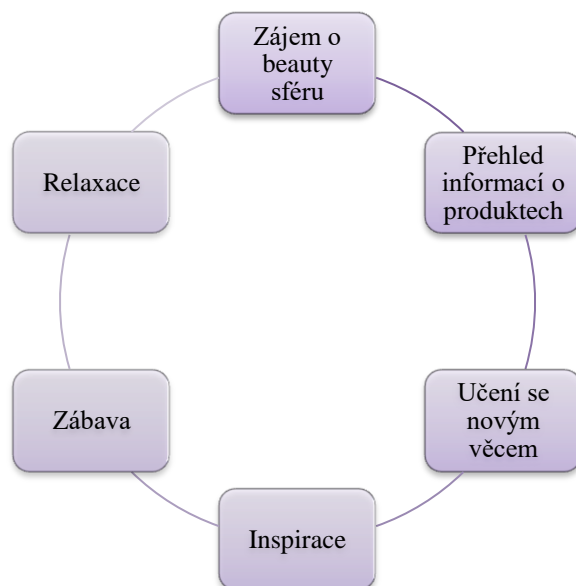 Zájem o
beauty
sféru
Přehled
informací o
produktech
Učení se
novým
věcem
Inspirace
Zábava
Relaxace